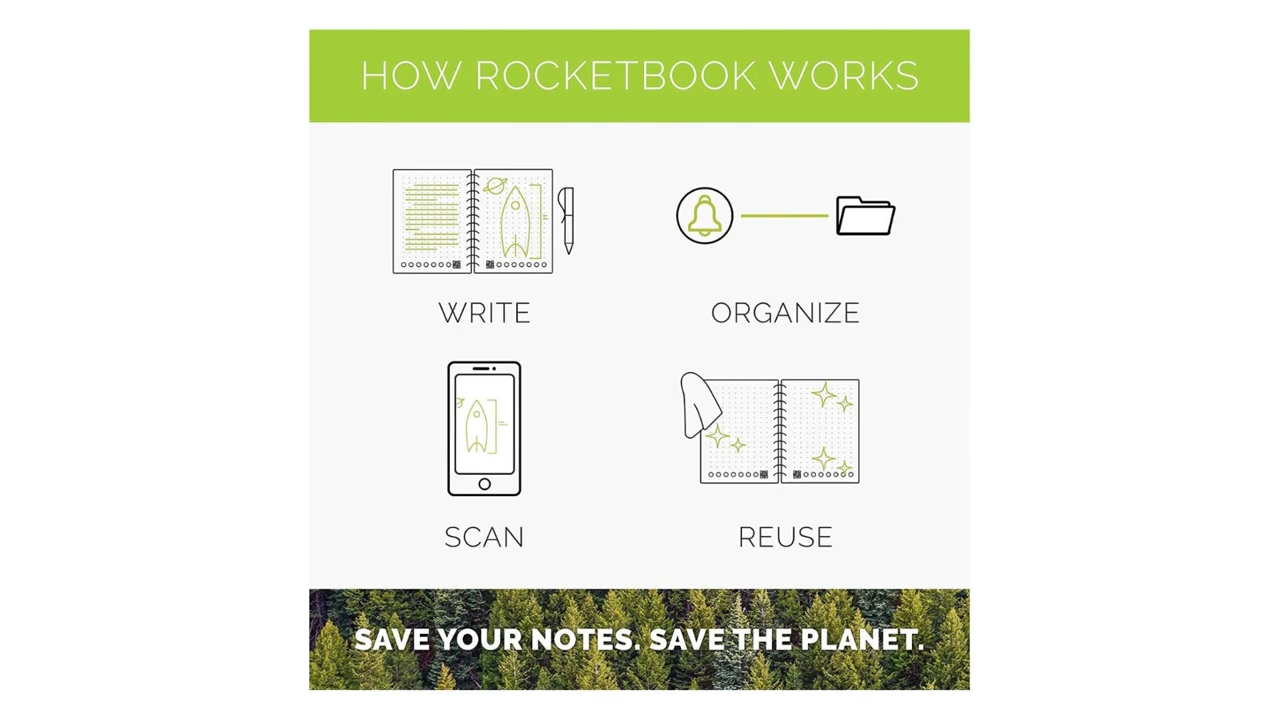 HOW ROCKETBOOK WORKS
WRITE
ORGANIZE
SCAN
REUSE
SAVE YOUR NOTES. SAVE THE PLANET.